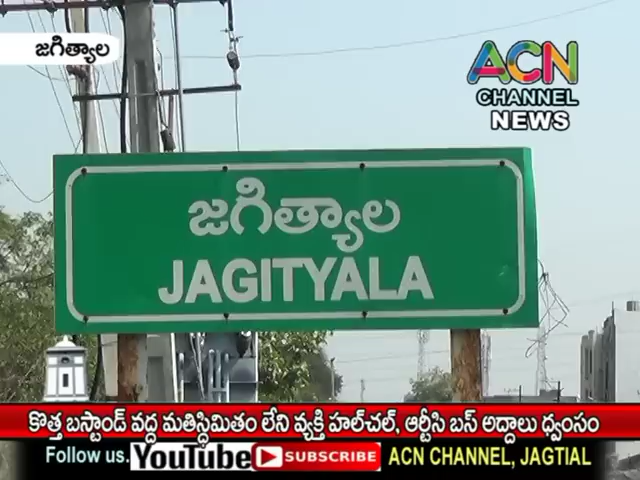 జగిత్యాల
ACN
CHANNEL
NEWS
జగిత్యాల
JAGITYALA
కొత్త బస్టాండ్ వద్ద మతిస్థిమితం లేని వ్యక్తి హల్‌చల్, ఆర్టీసి బస్ అద్దాలు ధ్వంసం
Follow us. YouTube SUBSCRIBE ACN CHANNEL, JAGTIAL